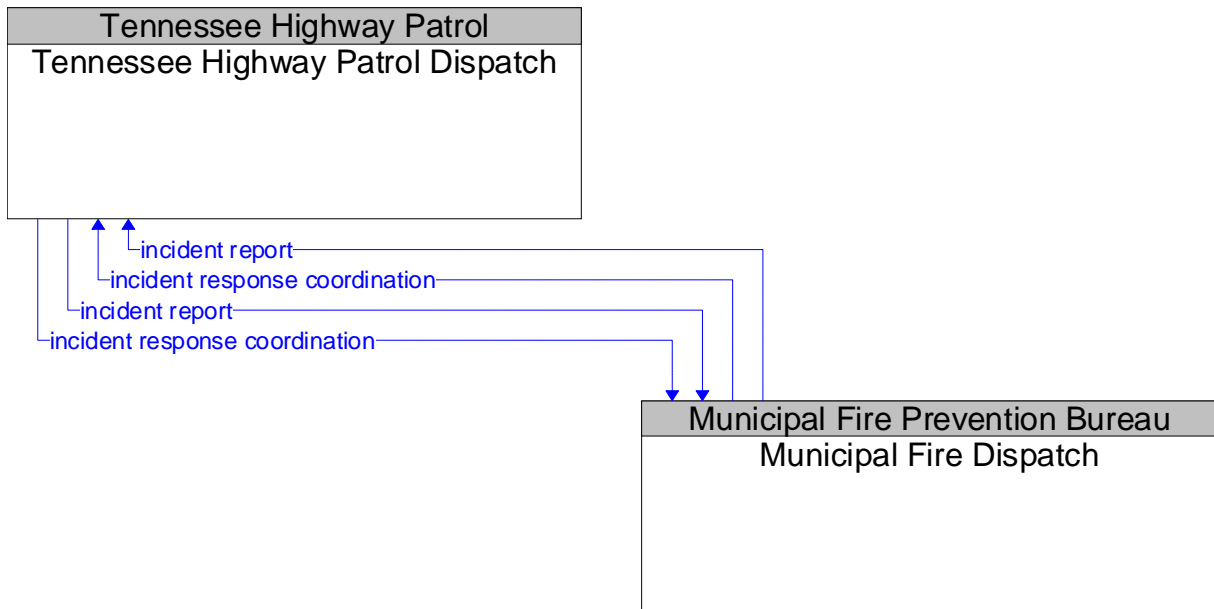 Tennessee Highway Patrol
Tennessee Highway Patrol Dispatch
incident report
incident response coordination
incident report
incident response coordination
Municipal Fire Prevention Bureau
Municipal Fire Dispatch